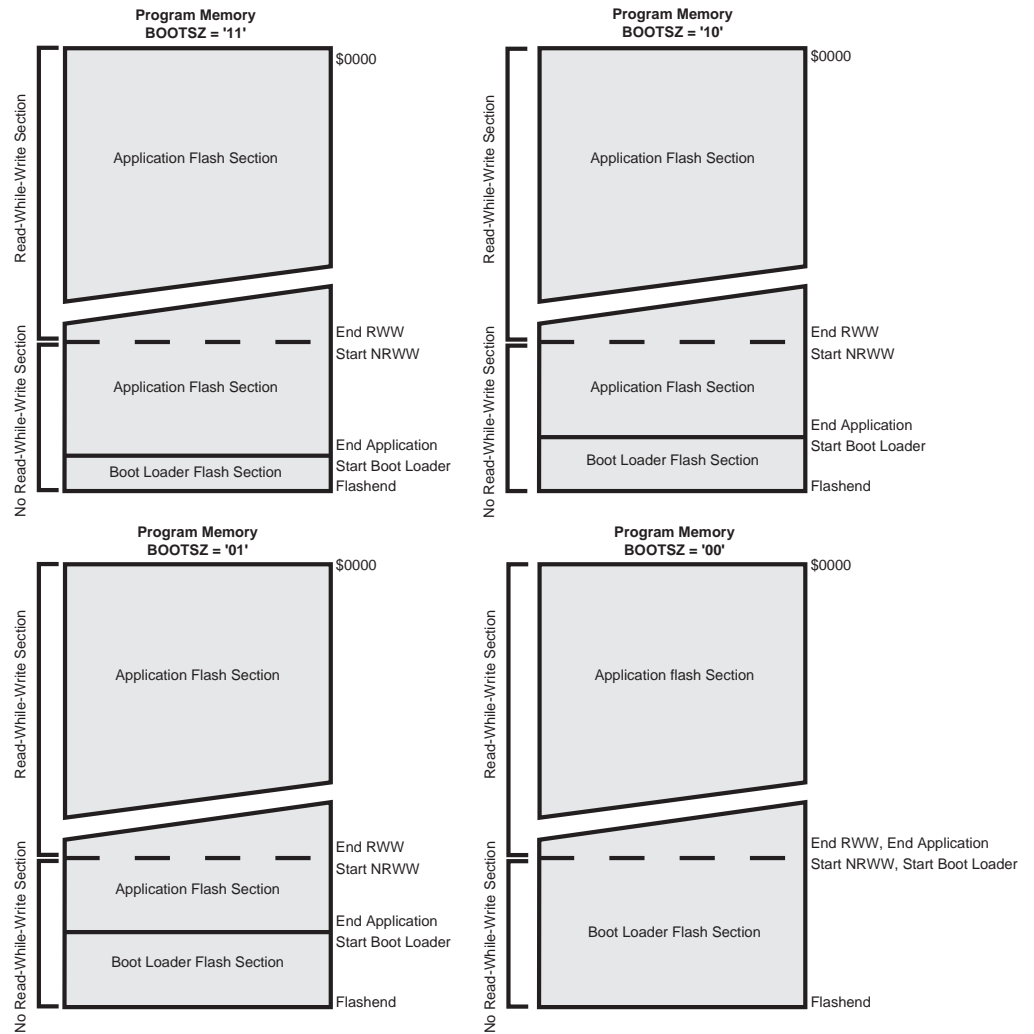 Program Memory
BOOTSZ = '11'
$0000
Read-While-Write Section
Application Flash Section
End RWW
Start NRWW
No Read-While-Write Section
Application Flash Section
End Application
Start Boot Loader
Boot Loader Flash Section
Flashend
Program Memory
BOOTSZ = '10'
$0000
Read-While-Write Section
Application Flash Section
End RWW
Start NRWW
No Read-While-Write Section
Application Flash Section
End Application
Start Boot Loader
Boot Loader Flash Section
Flashend
Program Memory
BOOTSZ = '01'
$0000
Read-While-Write Section
Application Flash Section
End RWW
Start NRWW
No Read-While-Write Section
Application Flash Section
End Application
Start Boot Loader
Boot Loader Flash Section
Flashend
Program Memory
BOOTSZ = '00'
$0000
Read-While-Write Section
Application flash Section
End RWW, End Application
Start NRWW, Start Boot Loader
No Read-While-Write Section
Boot Loader Flash Section
Flashend